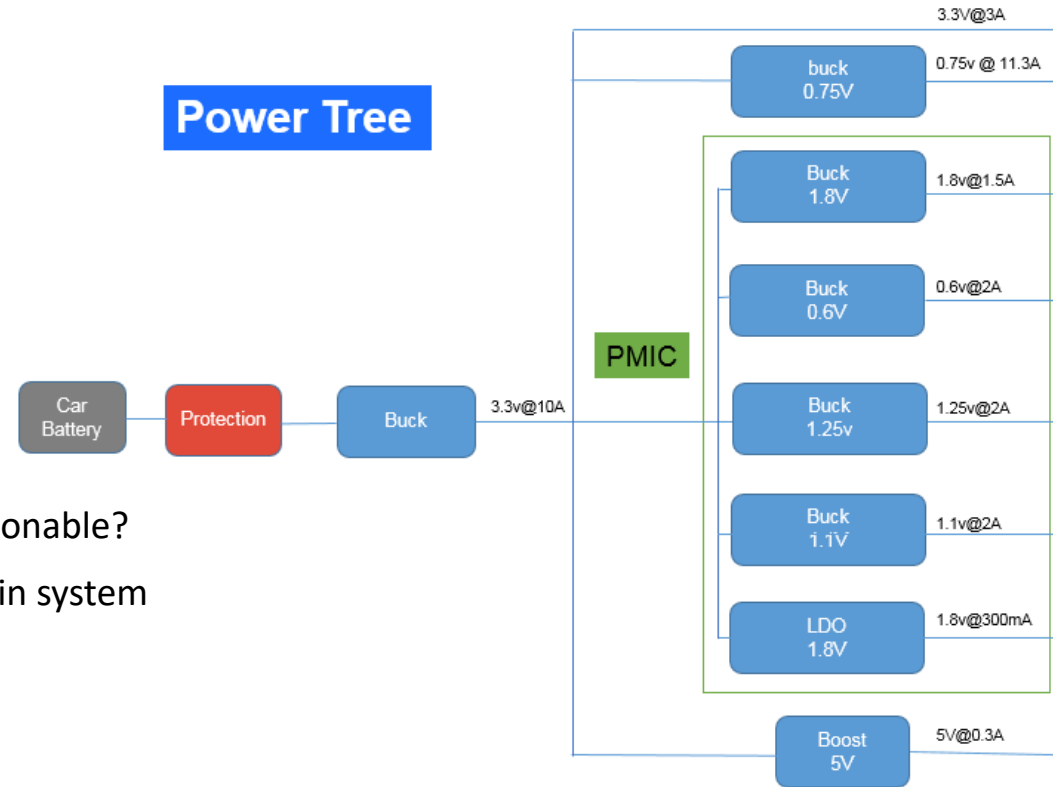 3.3V@3A
Power Tree
buck
0.75V
0.75v @ 11.3A
Buck
1.8V
1.8v@1.5A
Buck
0.6V
0.6v@2A
PMIC
Car
Battery
Protection
Buck
3.3v@10A
Buck
1.25v
1.25v@2A
onable?
Buck
1.1V
1.1v@2A
in system
LDO
1.8V
1.8v@300mA
Boost
5V
5V@0.3A